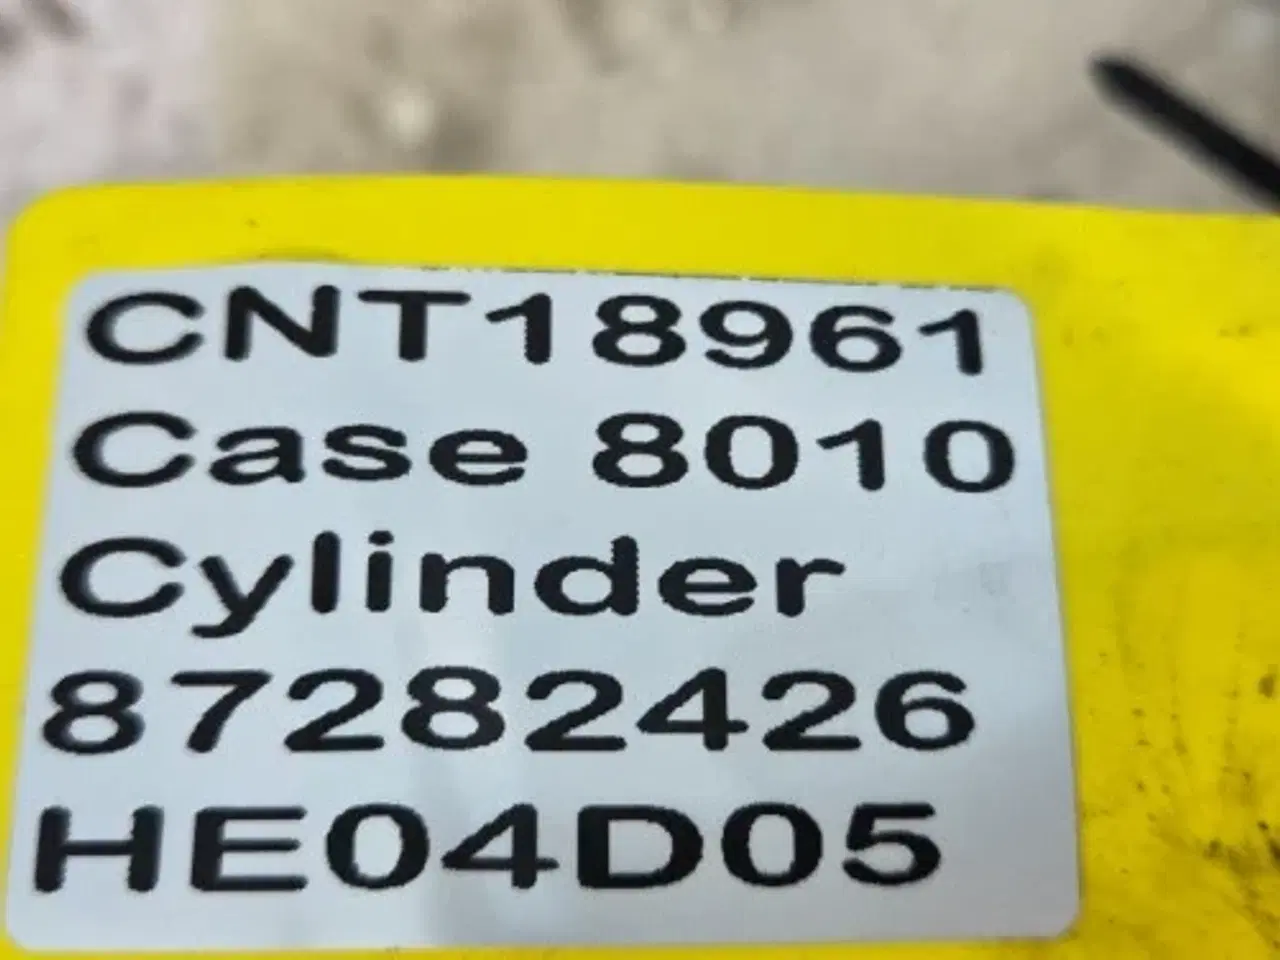 CNT18961
Case 8010
Cylinder
87282426
HE04D05